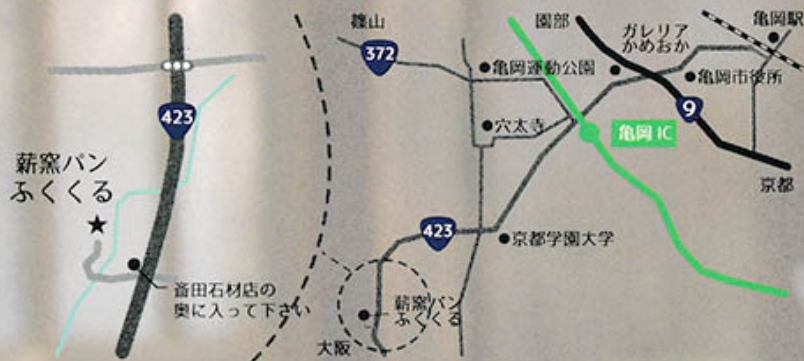 423
薪窯パン
ふくくる
畜田石材店の
奥に入って下さい
篠山
372
亀岡運動公園
穴太寺
園部
ガレリア
かめおか
亀岡駅
亀岡市役所
9
亀岡 IC
京都
423
京都学園大学
薪窯パン
ふくくる
大阪